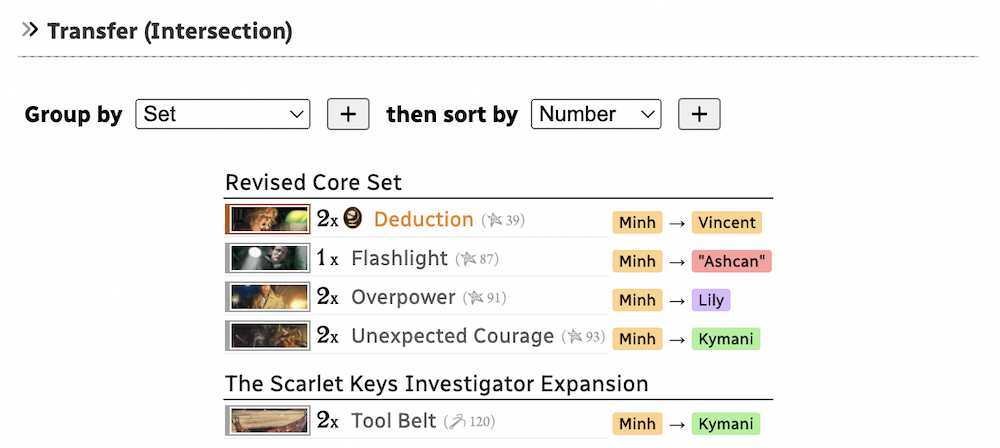 Transfer (Intersection)
Group by Set + then sort by Number +
Revised Core Set
2x Deduction (39) Minh → Vincent
1x Flashlight (87) Minh → "Ashcan"
2x Overpower (91) Minh → Lily
2x Unexpected Courage (93) Minh → Kymani
The Scarlet Keys Investigator Expansion
2x Tool Belt (120) Minh → Kymani